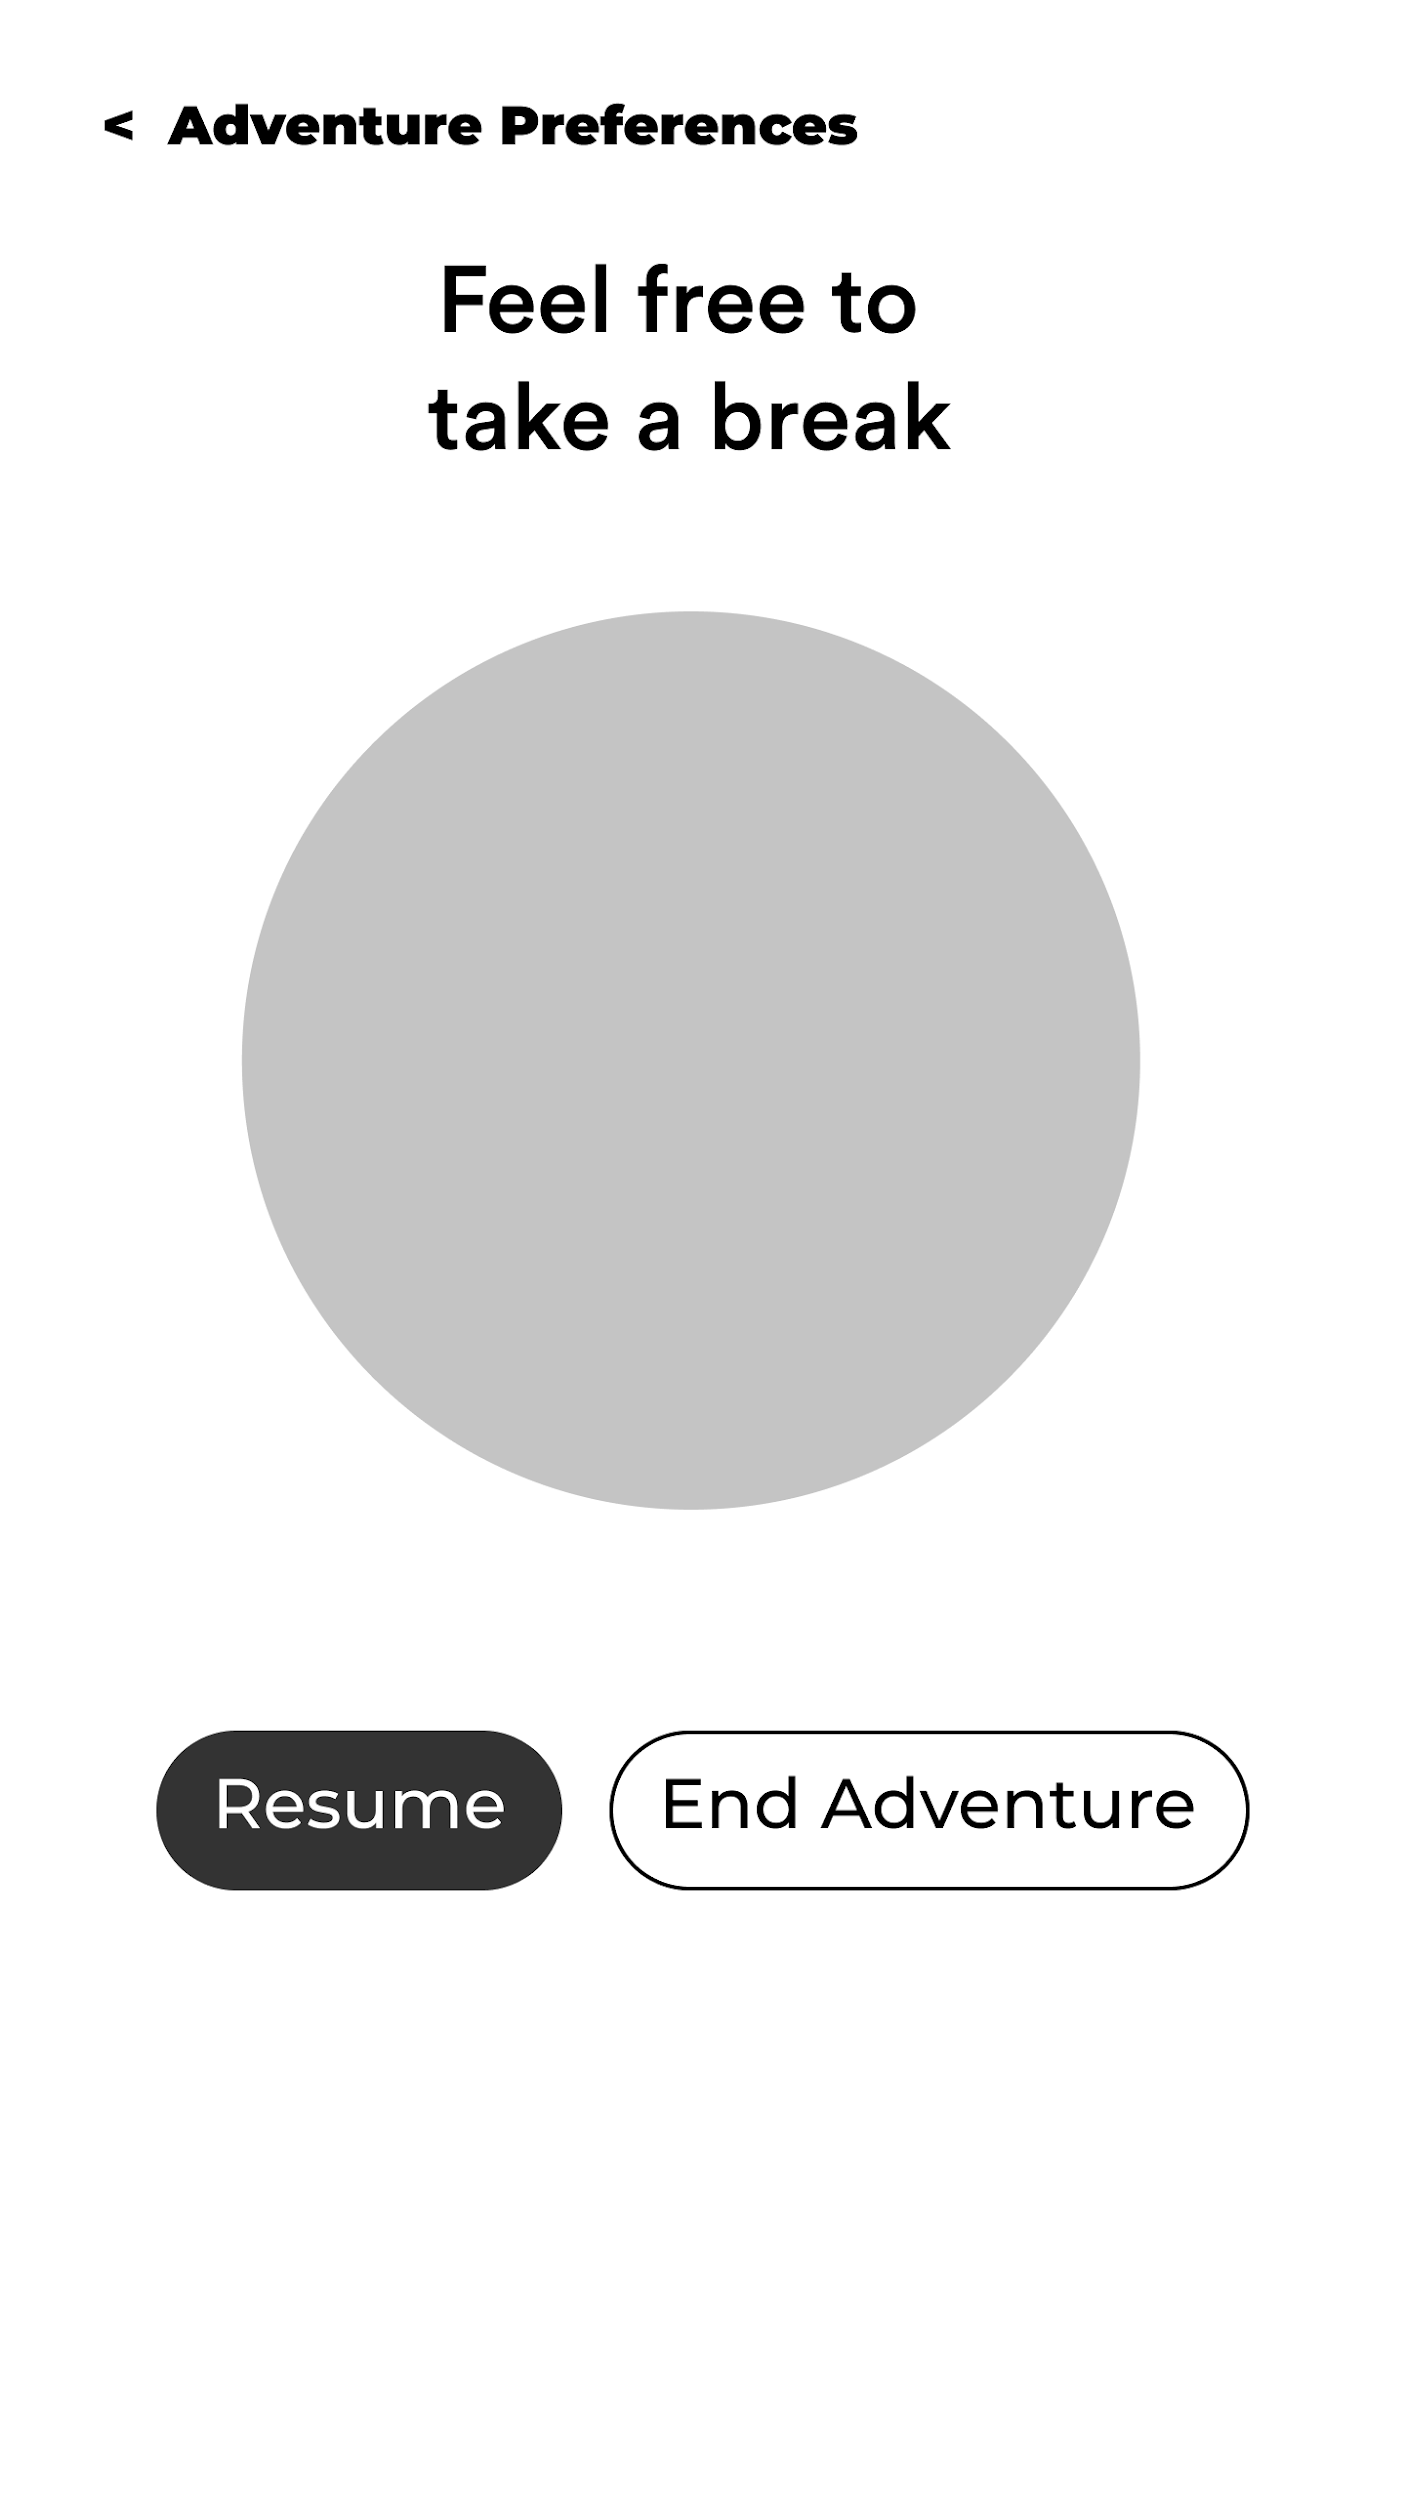 < Adventure Preferences
Feel free to
take a break
Resume
End Adventure